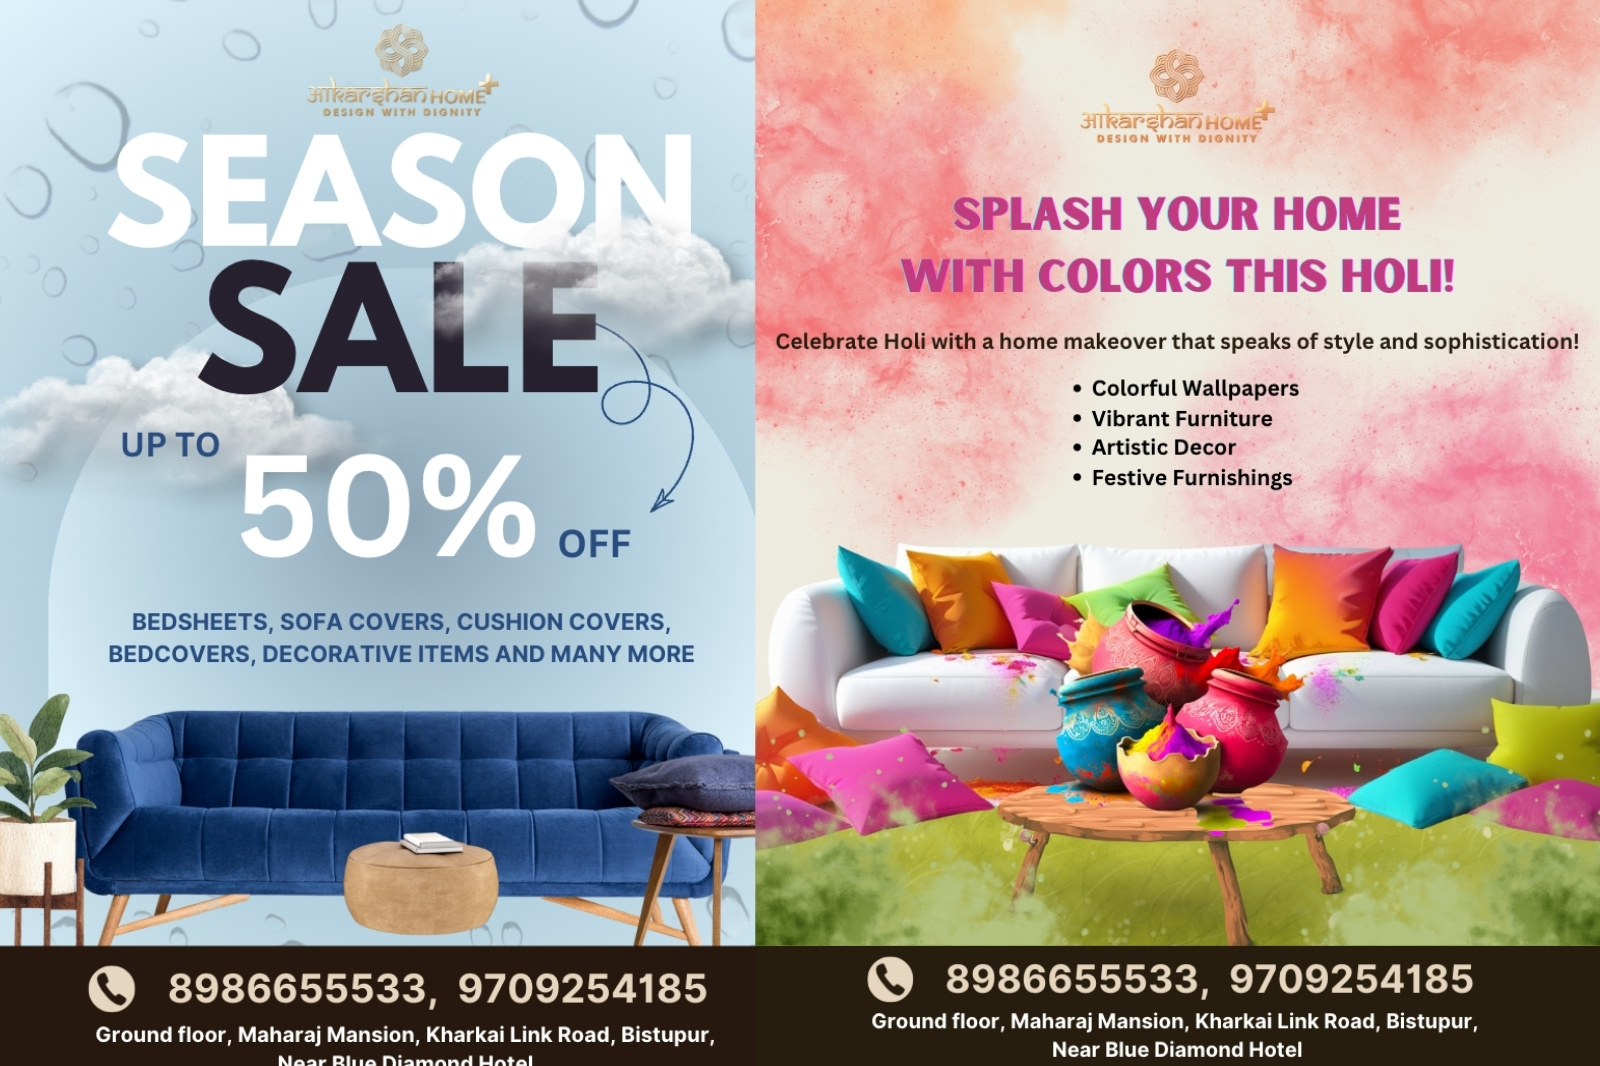 आkarshan HOME+
DESIGN WITH DIGNITY
SEASON
SALE
UP TO
50%
OFF
BEDSHEETS, SOFA COVERS, CUSHION COVERS,
BEDCOVERS, DECORATIVE ITEMS AND MANY MORE
8986655533, 9709254185
Ground floor, Maharaj Mansion, Kharkai Link Road, Bistupur,
Near Blue Diamond Hotel
आkarshan HOME+
DESIGN WITH DIGNITY
SPLASH YOUR HOME
WITH COLORS THIS HOLI!
Celebrate Holi with a home makeover that speaks of style and sophistication!
• Colorful Wallpapers
• Vibrant Furniture
• Artistic Decor
• Festive Furnishings
8986655533, 9709254185
Ground floor, Maharaj Mansion, Kharkai Link Road, Bistupur,
Near Blue Diamond Hotel